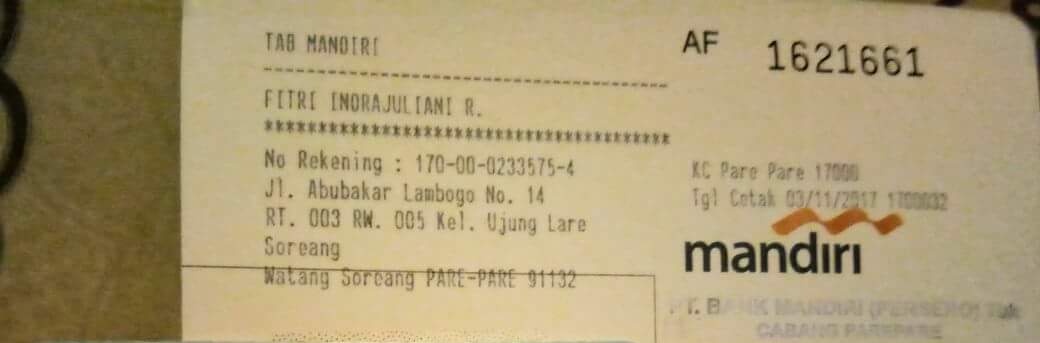 TAB MANDIRI
AF 1621661
----------------------------------------
FITRI INDRAJULIANI R.
****************************************
No Rekening : 170-00-0233575-4
Jl. Abubakar Lambogo No. 14
RT. 003 RW. 005 Kel. Ujung Lare
Soreang
Watang Soreang PARE-PARE 91132
KC Pare Pare 17000
Tgl Cetak 03/11/2017 1700032
mandiri
PT. BANK MANDIRI (PERSERO) Tbk
CABANG PAREPARE